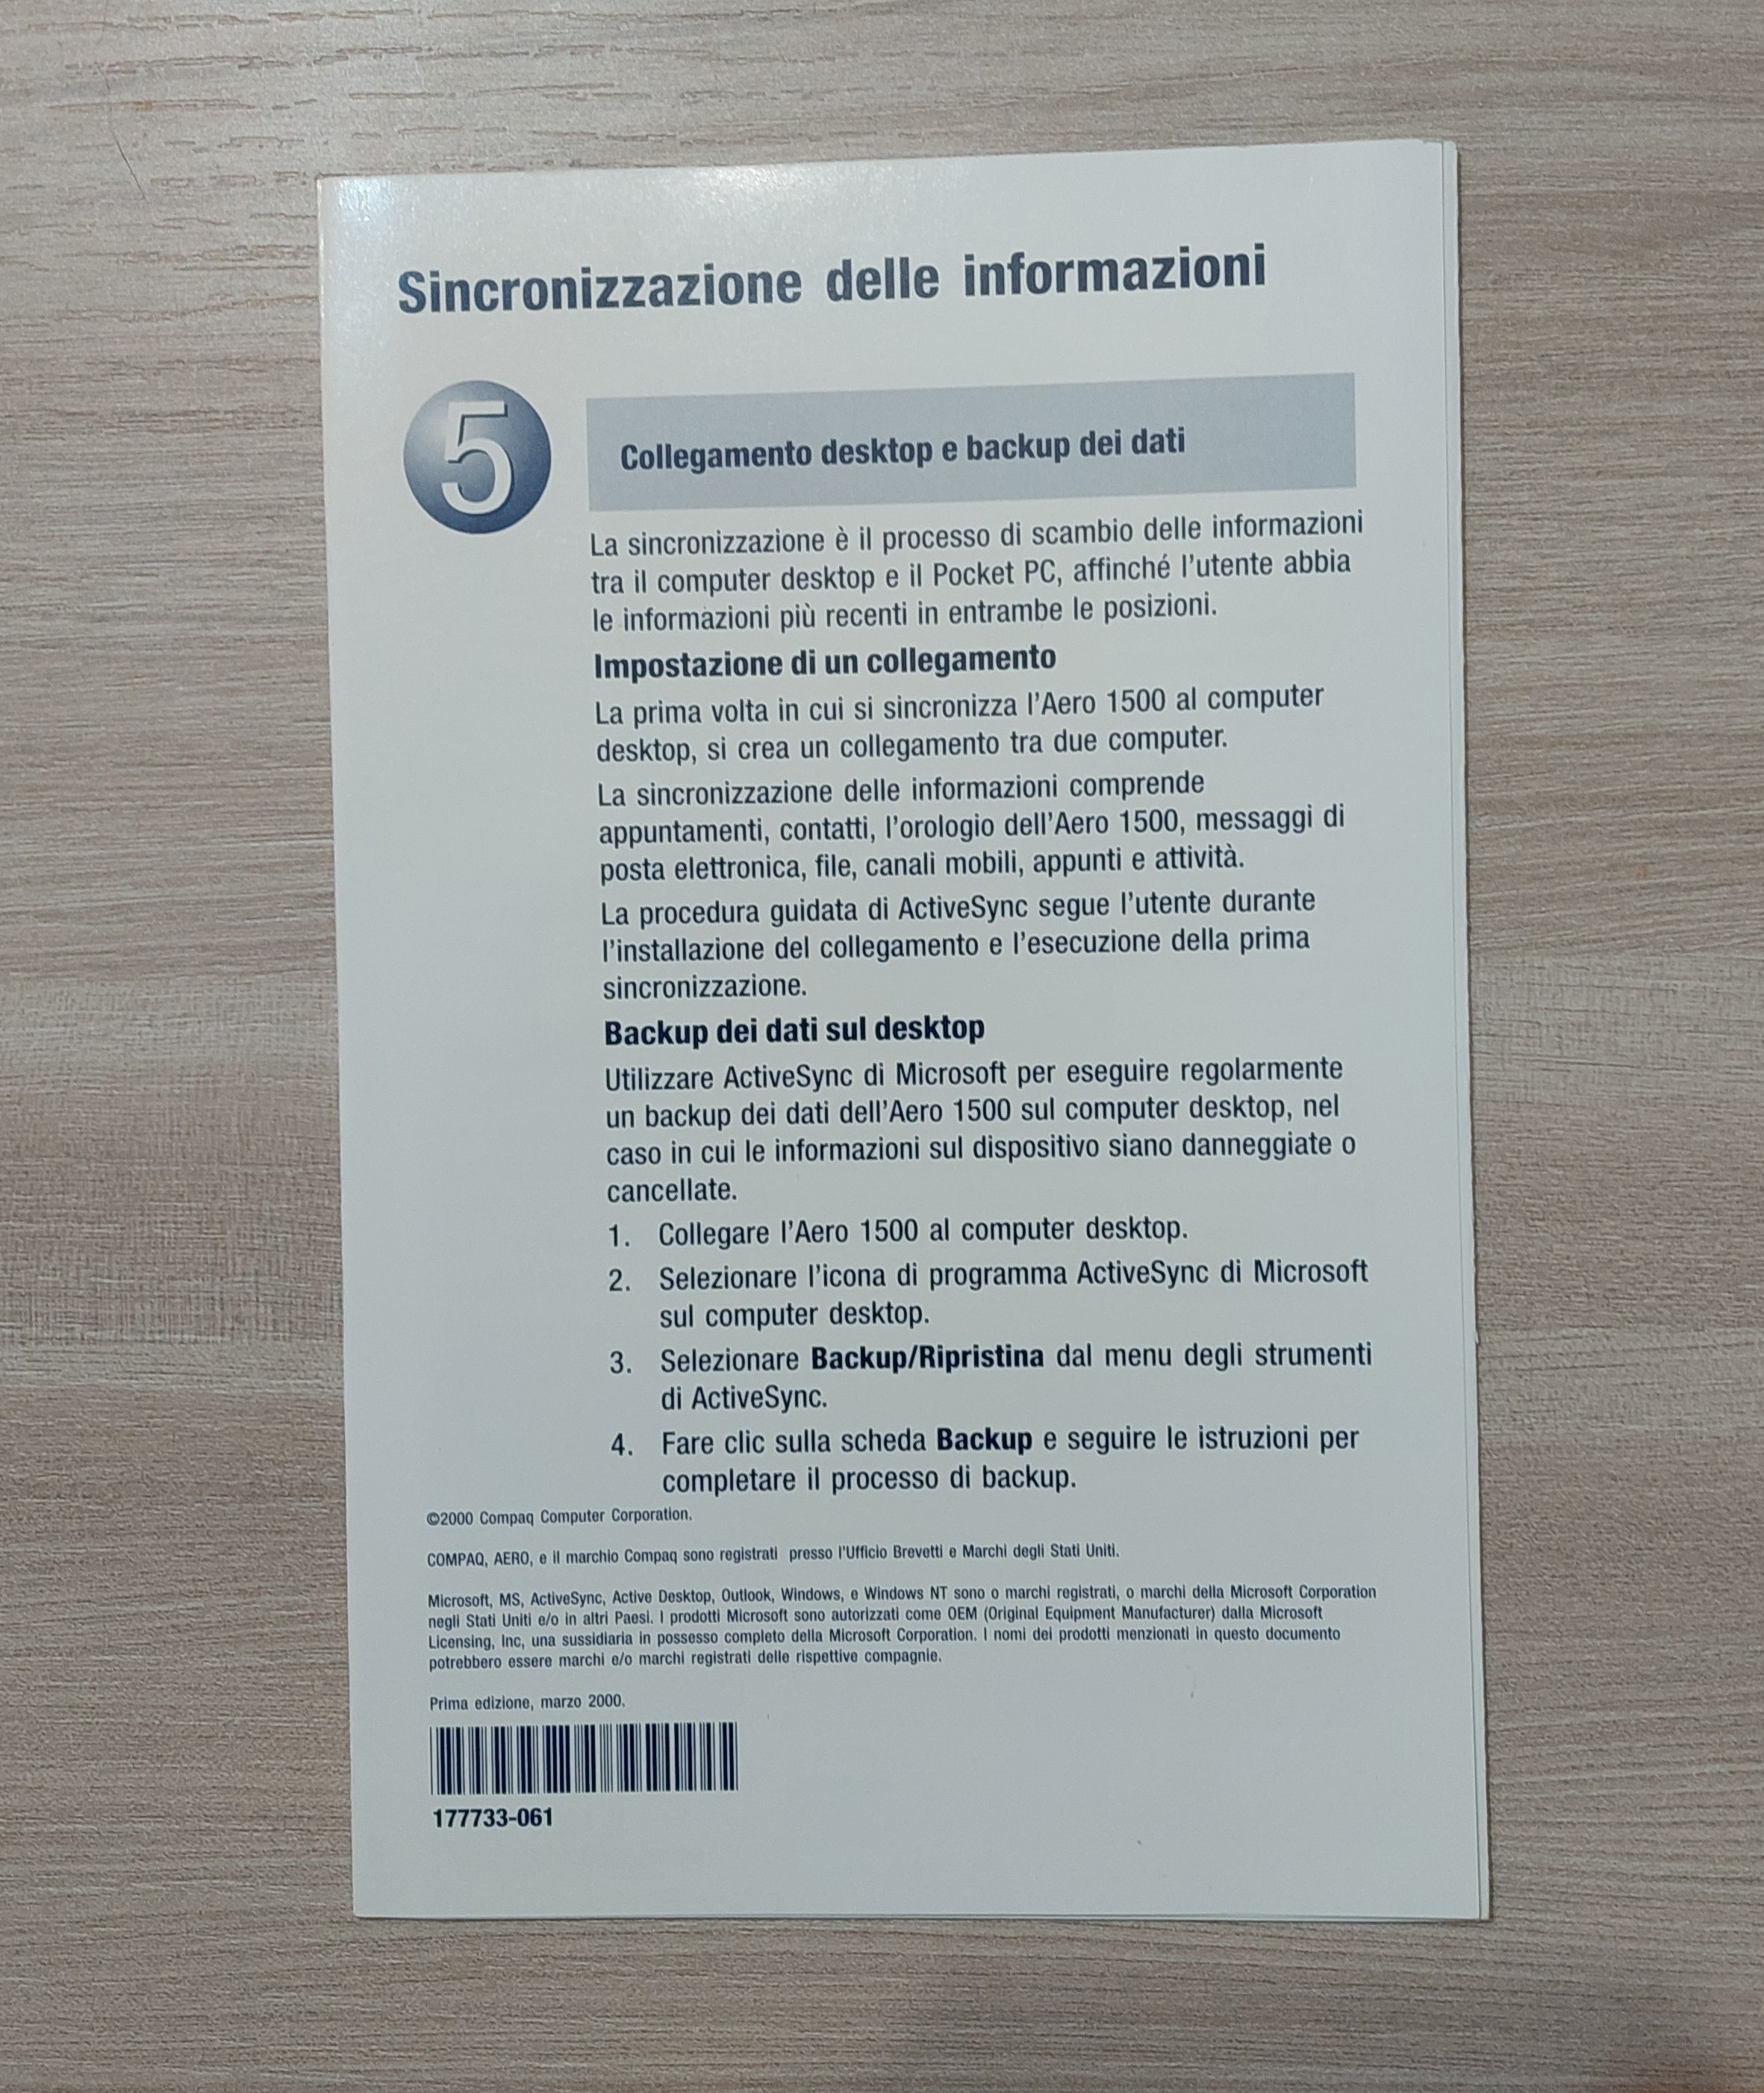 Sincronizzazione delle informazioni
5
Collegamento desktop e backup dei dati
La sincronizzazione è il processo di scambio delle informazioni
tra il computer desktop e il Pocket PC, affinché l'utente abbia
le informazioni più recenti in entrambe le posizioni.
Impostazione di un collegamento
La prima volta in cui si sincronizza l'Aero 1500 al computer
desktop, si crea un collegamento tra due computer.
La sincronizzazione delle informazioni comprende
appuntamenti, contatti, l'orologio dell'Aero 1500, messaggi di
posta elettronica, file, canali mobili, appunti e attività.
La procedura guidata di ActiveSync segue l'utente durante
l'installazione del collegamento e l'esecuzione della prima
sincronizzazione.
Backup dei dati sul desktop
Utilizzare ActiveSync di Microsoft per eseguire regolarmente
un backup dei dati dell'Aero 1500 sul computer desktop, nel
caso in cui le informazioni sul dispositivo siano danneggiate o
cancellate.
1. Collegare l'Aero 1500 al computer desktop.
2. Selezionare l'icona di programma ActiveSync di Microsoft
sul computer desktop.
3. Selezionare Backup/Ripristina dal menu degli strumenti
di ActiveSync.
4. Fare clic sulla scheda Backup e seguire le istruzioni per
completare il processo di backup.
©2000 Compaq Computer Corporation.
COMPAQ, AERO, e il marchio Compaq sono registrati presso l'Ufficio Brevetti e Marchi degli Stati Uniti.
Microsoft, MS, ActiveSync, Active Desktop, Outlook, Windows, e Windows NT sono o marchi registrati, o marchi della Microsoft Corporation
negli Stati Uniti e/o in altri Paesi. I prodotti Microsoft sono autorizzati come OEM (Original Equipment Manufacturer) dalla Microsoft
Licensing, Inc, una sussidiaria in possesso completo della Microsoft Corporation. I nomi dei prodotti menzionati in questo documento
potrebbero essere marchi e/o marchi registrati delle rispettive compagnie.
Prima edizione, marzo 2000.
177733-061